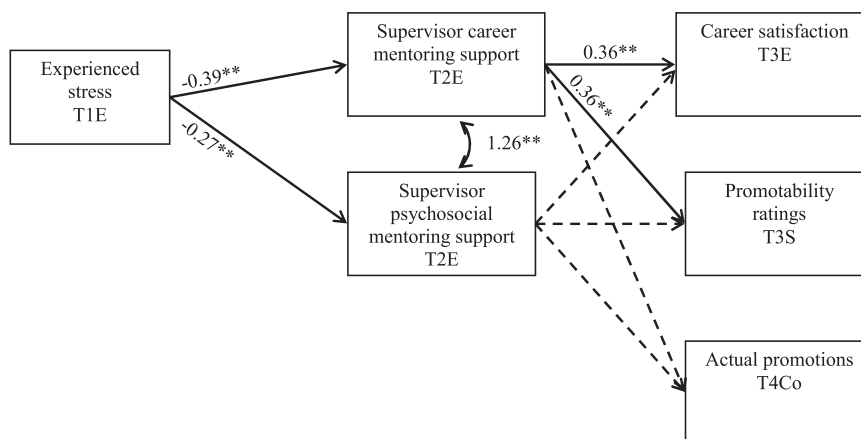 Experienced
stress
T1E
-0.39**
-0.27**
Supervisor career
mentoring support
T2E
1.26**
Supervisor
psychosocial
mentoring support
T2E
0.36**
0.36**
Career satisfaction
T3E
Promotability
ratings
T3S
Actual promotions
T4Co